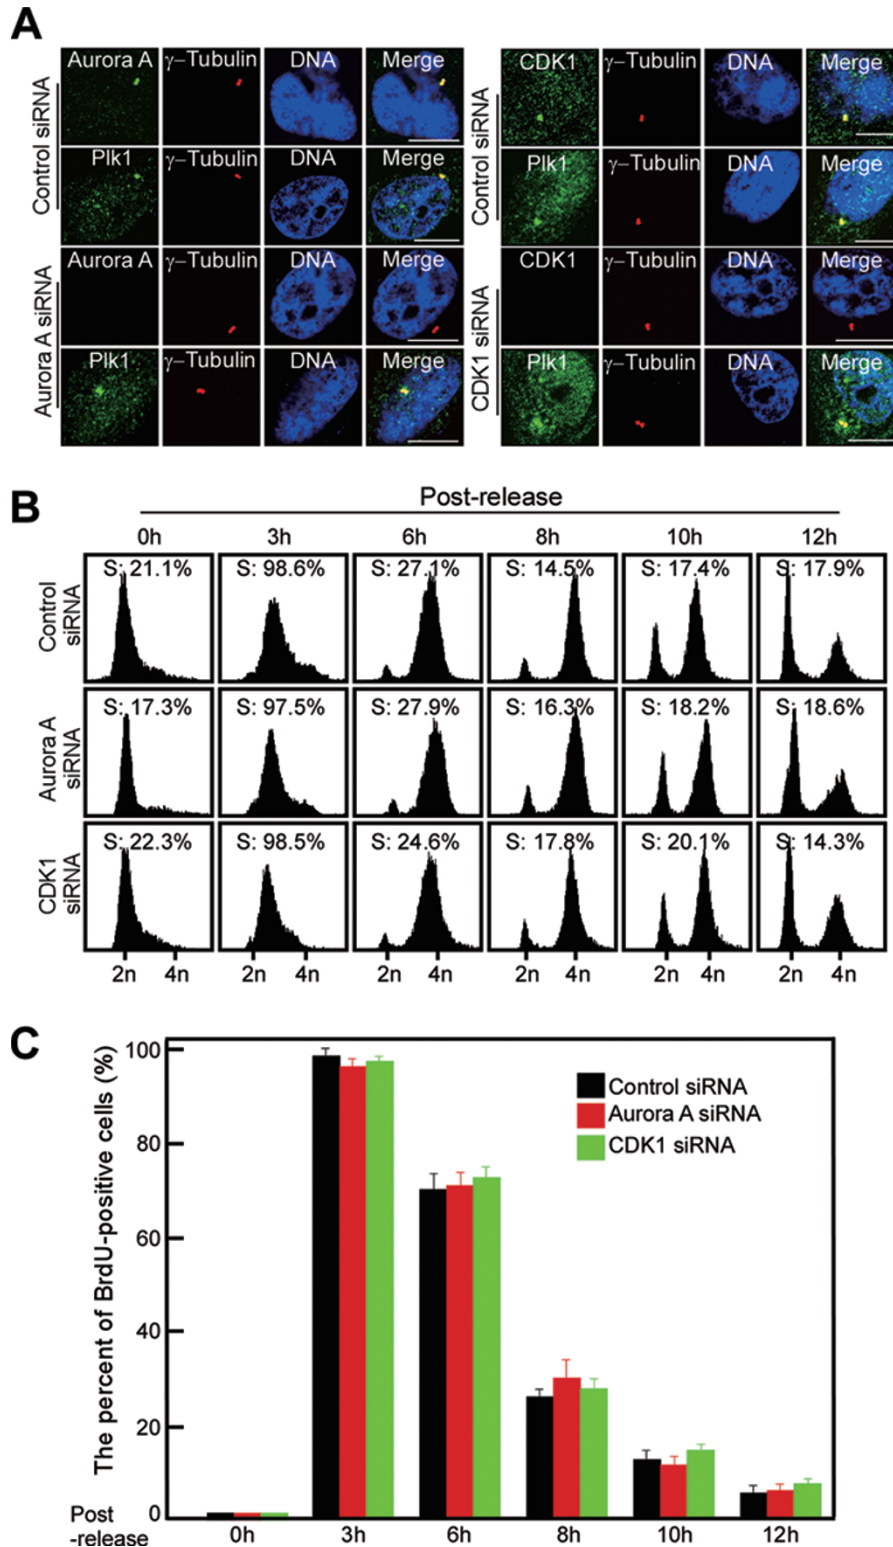 A
Aurora A γ–Tubulin DNA Merge
CDK1 γ–Tubulin DNA Merge
Control siRNA
Control siRNA
Plk1 γ–Tubulin DNA Merge
Plk1 γ–Tubulin DNA Merge
Aurora A γ–Tubulin DNA Merge
CDK1 γ–Tubulin DNA Merge
Aurora A siRNA
CDK1 siRNA
Plk1 γ–Tubulin DNA Merge
Plk1 γ–Tubulin DNA Merge
B
Post-release
0h 3h 6h 8h 10h 12h
Control
siRNA
S: 21.1% S: 98.6% S: 27.1% S: 14.5% S: 17.4% S: 17.9%
Aurora A
siRNA
S: 17.3% S: 97.5% S: 27.9% S: 16.3% S: 18.2% S: 18.6%
CDK1
siRNA
S: 22.3% S: 98.5% S: 24.6% S: 17.8% S: 20.1% S: 14.3%
2n 4n 2n 4n 2n 4n 2n 4n 2n 4n 2n 4n
C
The percent of BrdU-positive cells (%)
100
80
60
40
20
0
Control siRNA
Aurora A siRNA
CDK1 siRNA
Post
-release
0h 3h 6h 8h 10h 12h